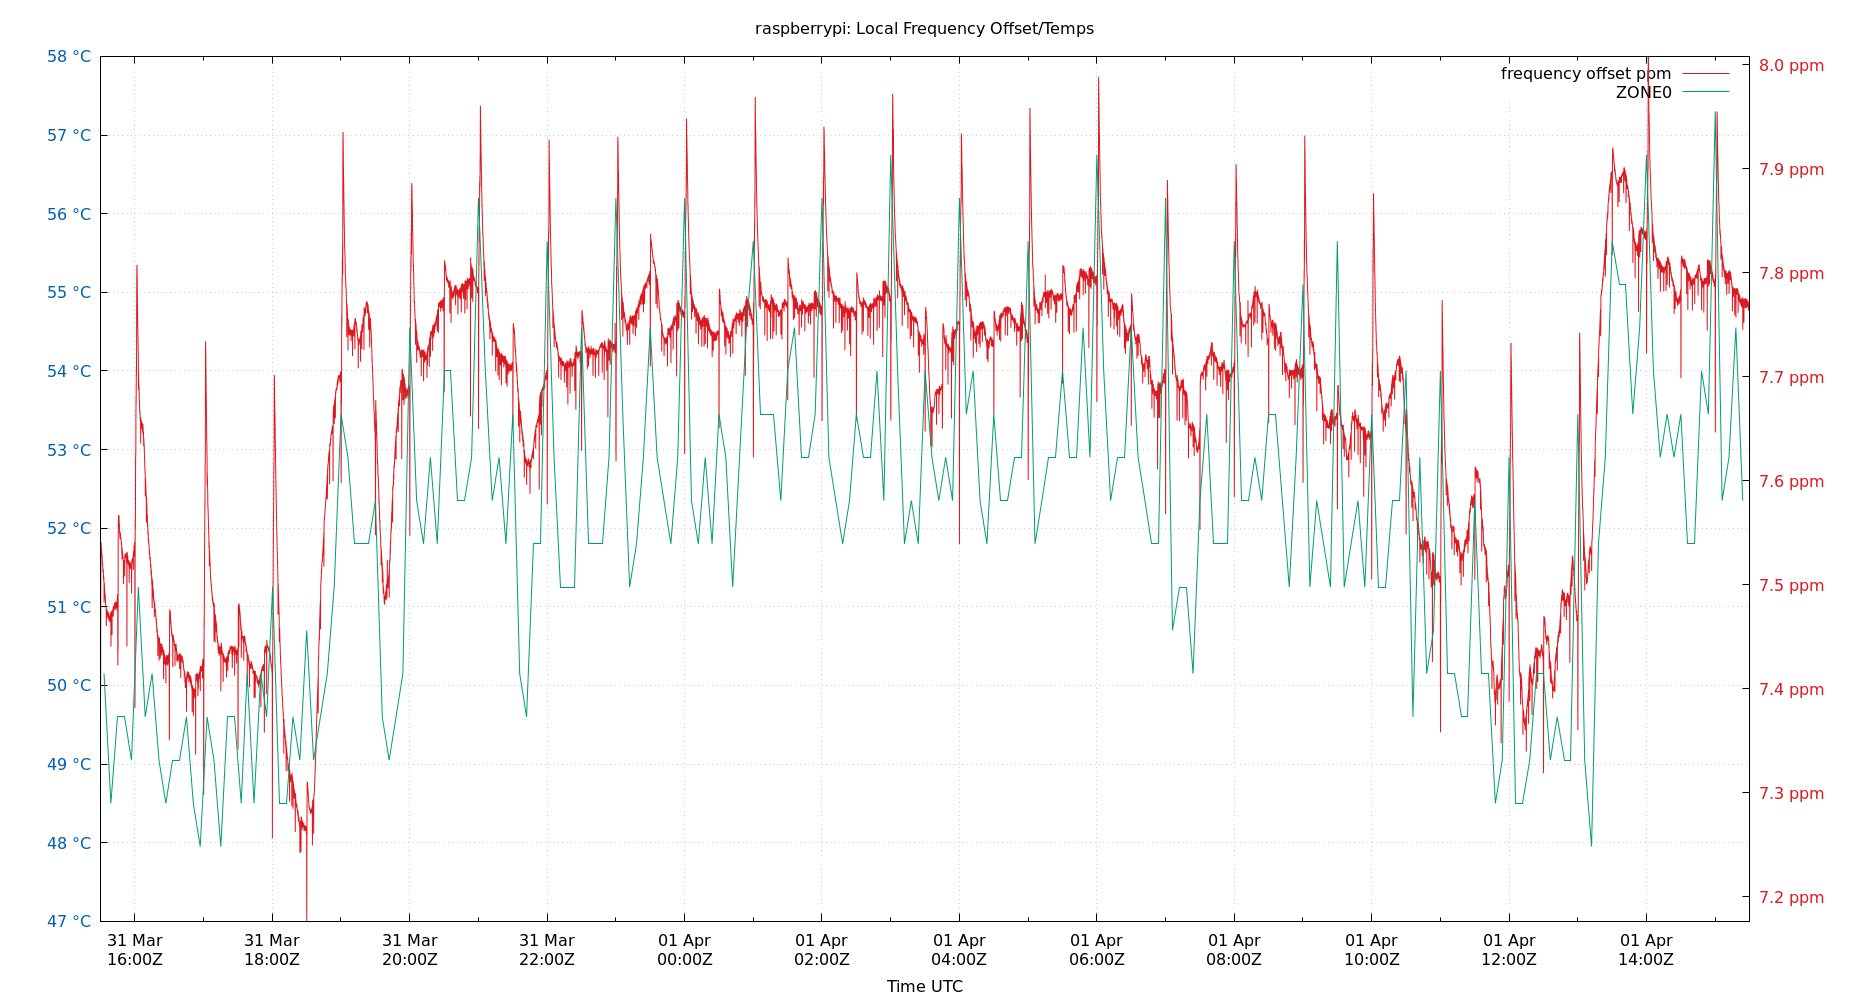 raspberrypi: Local Frequency Offset/Temps
frequency offset ppm
ZONE0
58 °C
57 °C
56 °C
55 °C
54 °C
53 °C
52 °C
51 °C
50 °C
49 °C
48 °C
47 °C
8.0 ppm
7.9 ppm
7.8 ppm
7.7 ppm
7.6 ppm
7.5 ppm
7.4 ppm
7.3 ppm
7.2 ppm
31 Mar 31 Mar 31 Mar 31 Mar 01 Apr 01 Apr 01 Apr 01 Apr 01 Apr 01 Apr 01 Apr 01 Apr
16:00Z 18:00Z 20:00Z 22:00Z 00:00Z 02:00Z 04:00Z 06:00Z 08:00Z 10:00Z 12:00Z 14:00Z
Time UTC